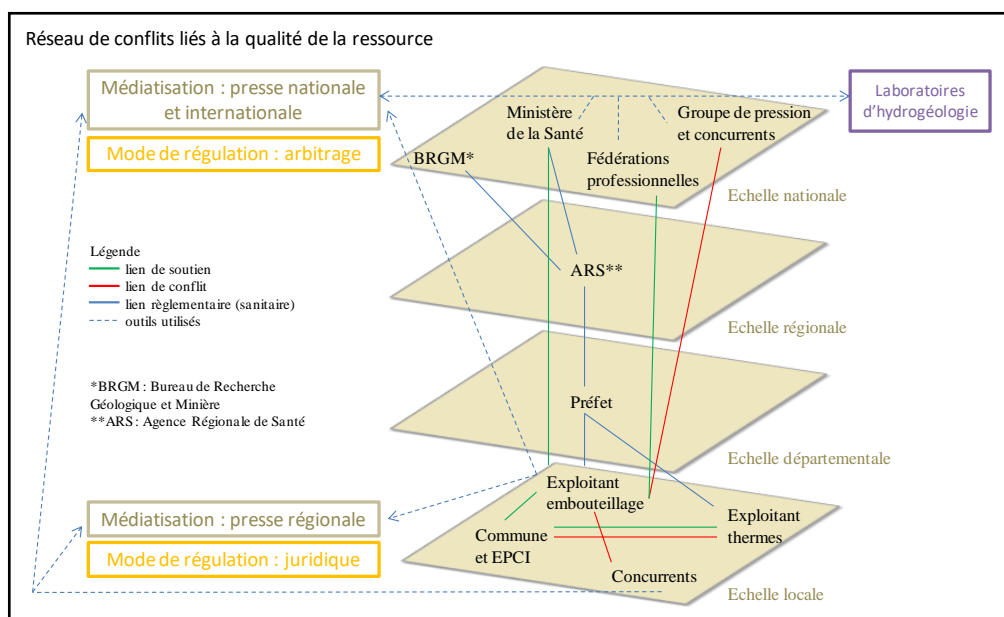 Réseau de conflits liés à la qualité de la ressource
Médiatisation : presse nationale
et internationale
Mode de régulation : arbitrage
Laboratoires
d'hydrogéologie
Ministère
de la Santé
Groupe de pression
et concurrents
BRGM*
Fédérations
professionnelles
Echelle nationale
Légende
lien de soutien
lien de conflit
lien règlementaire (sanitaire)
outils utilisés
ARS**
Echelle régionale
*BRGM : Bureau de Recherche
Géologique et Minière
**ARS : Agence Régionale de Santé
Préfet
Echelle départementale
Médiatisation : presse régionale
Mode de régulation : juridique
Exploitant
embouteillage
Commune
et EPCI
Exploitant
thermes
Concurrents
Echelle locale